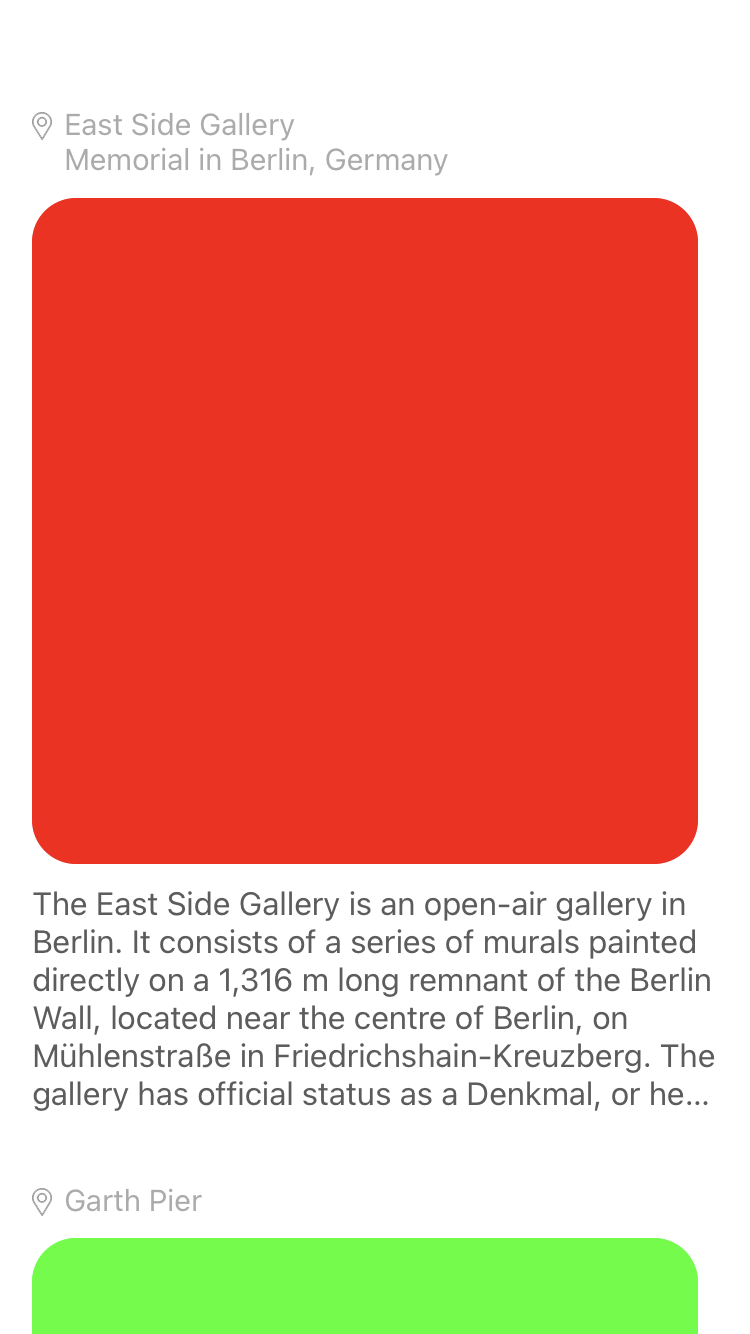 East Side Gallery
Memorial in Berlin, Germany
The East Side Gallery is an open-air gallery in
Berlin. It consists of a series of murals painted
directly on a 1,316 m long remnant of the Berlin
Wall, located near the centre of Berlin, on
Mühlenstraße in Friedrichshain-Kreuzberg. The
gallery has official status as a Denkmal, or he...
Garth Pier